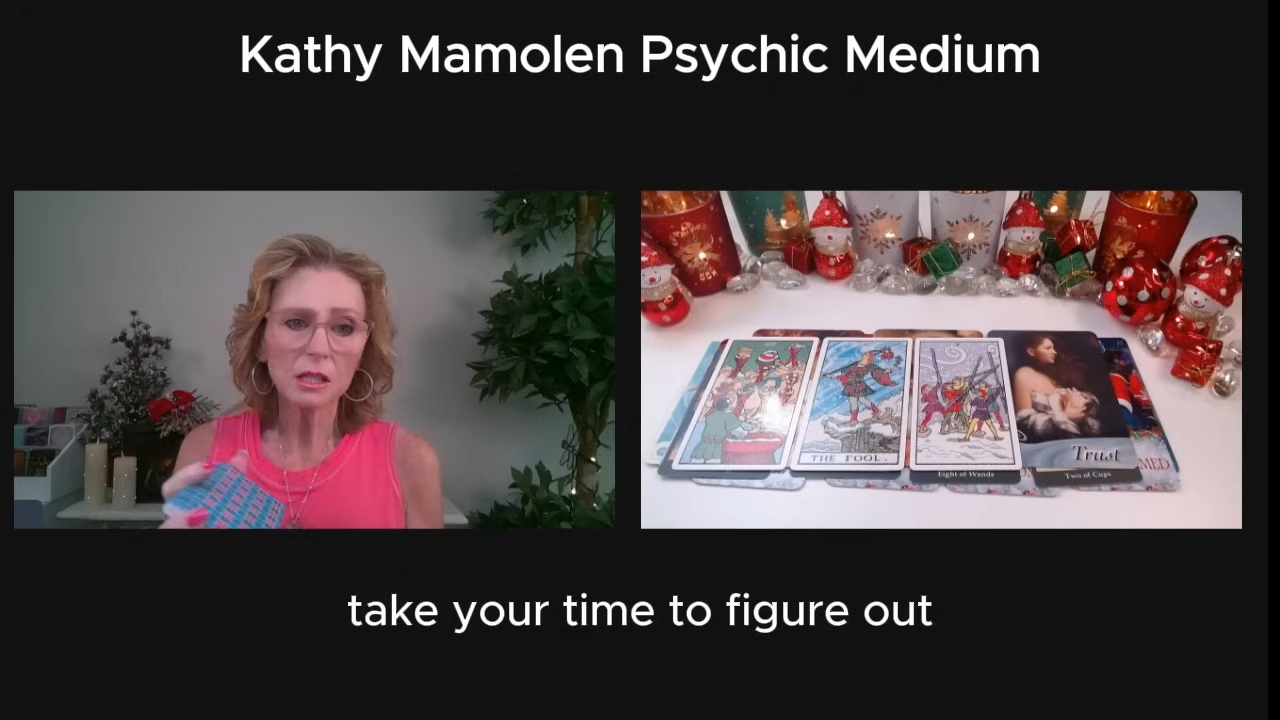 Kathy Mamolen Psychic Medium
THE FOOL.
Trust
MED
Eight of Wands
Two of Cups
take your time to figure out